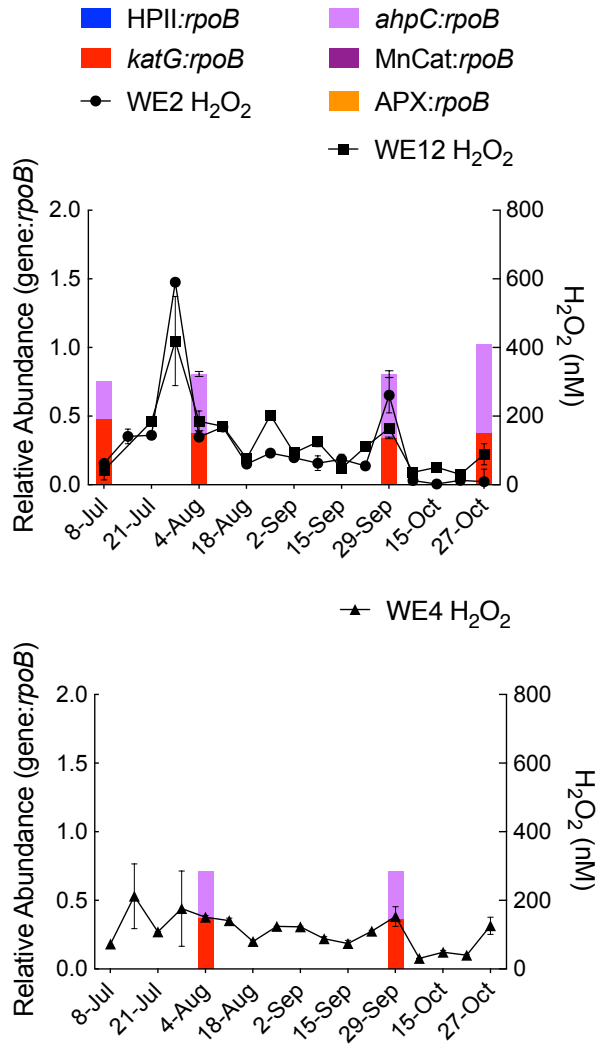 HPII:rpoB ahpC:rpoB
katG:rpoB MnCat:rpoB
WE2 H₂O₂ APX:rpoB
WE12 H₂O₂
Relative Abundance (gene:rpoB)
2.0
1.5
1.0
0.5
0.0
800
600
400
200
0
H₂O₂ (nM)
8-Jul 21-Jul 4-Aug 18-Aug 2-Sep 15-Sep 29-Sep 15-Oct 27-Oct
WE4 H₂O₂
Relative Abundance (gene:rpoB)
2.0
1.5
1.0
0.5
0.0
800
600
400
200
0
H₂O₂ (nM)
8-Jul 21-Jul 4-Aug 18-Aug 2-Sep 15-Sep 29-Sep 15-Oct 27-Oct